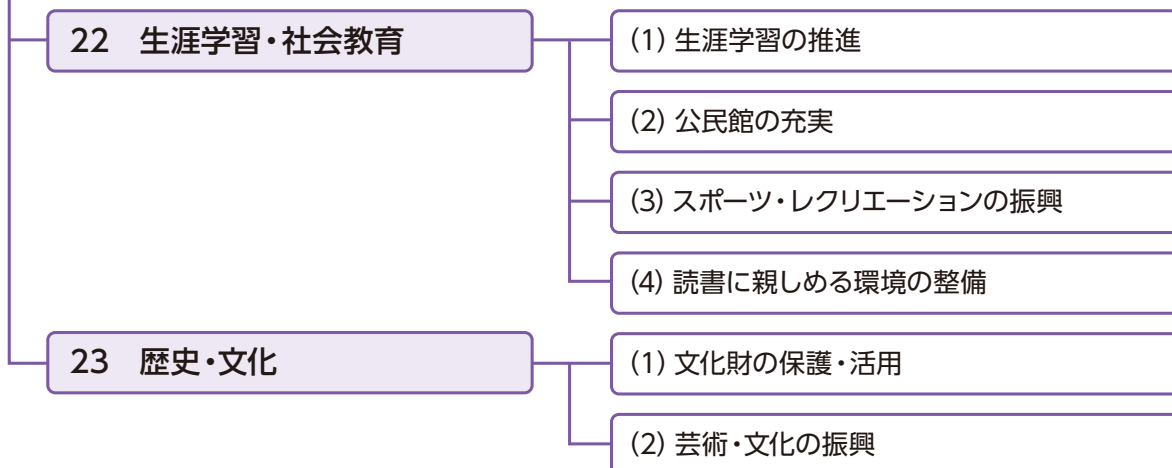 22　生涯学習・社会教育
(1) 生涯学習の推進
(2) 公民館の充実
(3) スポーツ・レクリエーションの振興
(4) 読書に親しめる環境の整備
23　歴史・文化
(1) 文化財の保護・活用
(2) 芸術・文化の振興